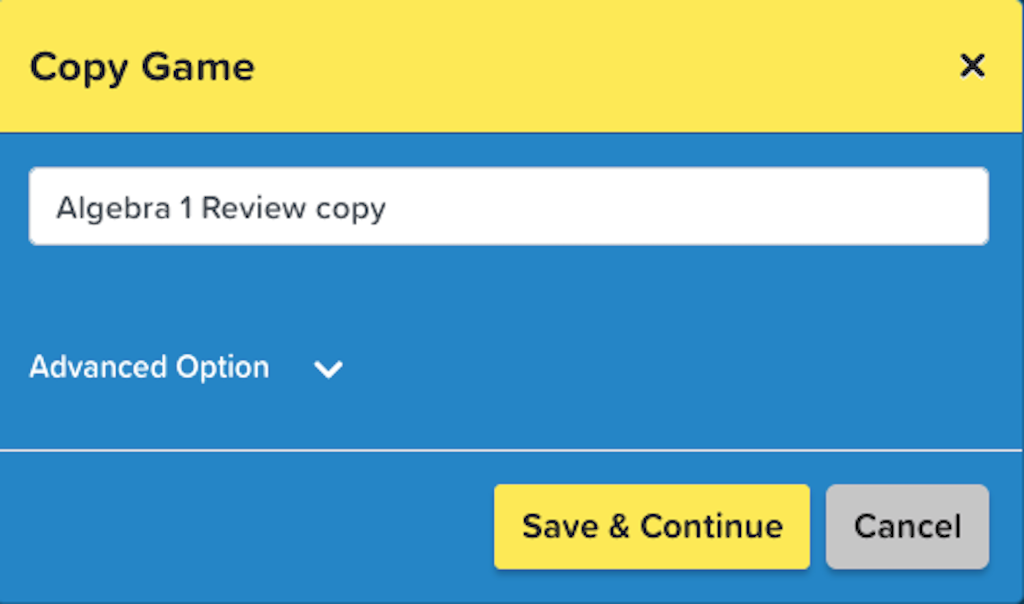 Copy Game
Algebra 1 Review copy
Advanced Option
Save & Continue
Cancel